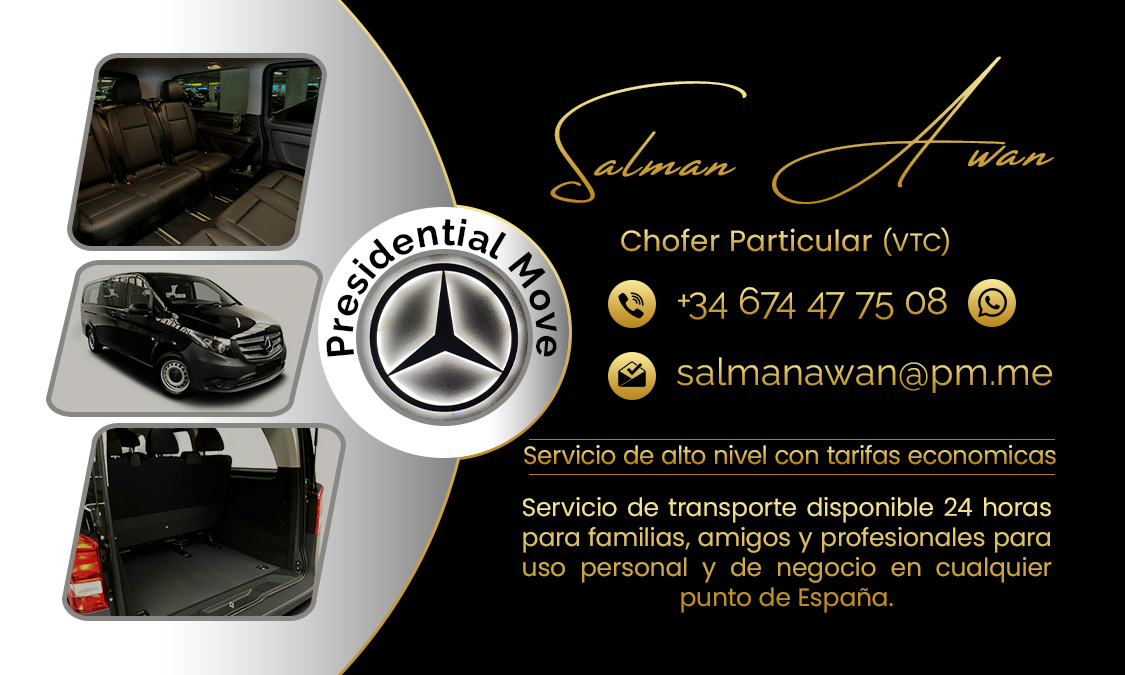 Salman Awan
Chofer Particular (VTC)
Presidential Move
+34 674 47 75 08
salmanawan@pm.me
Servicio de alto nivel con tarifas economicas
Servicio de transporte disponible 24 horas
para familias, amigos y profesionales para
uso personal y de negocio en cualquier
punto de España.